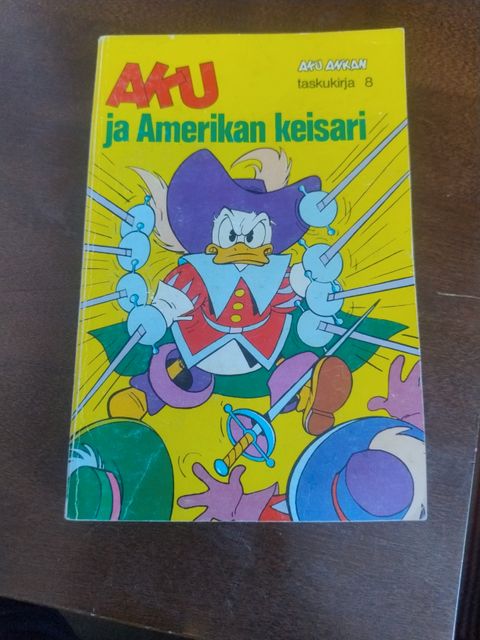 AKU
AKU ANKAN
taskukirja 8
ja Amerikan keisari